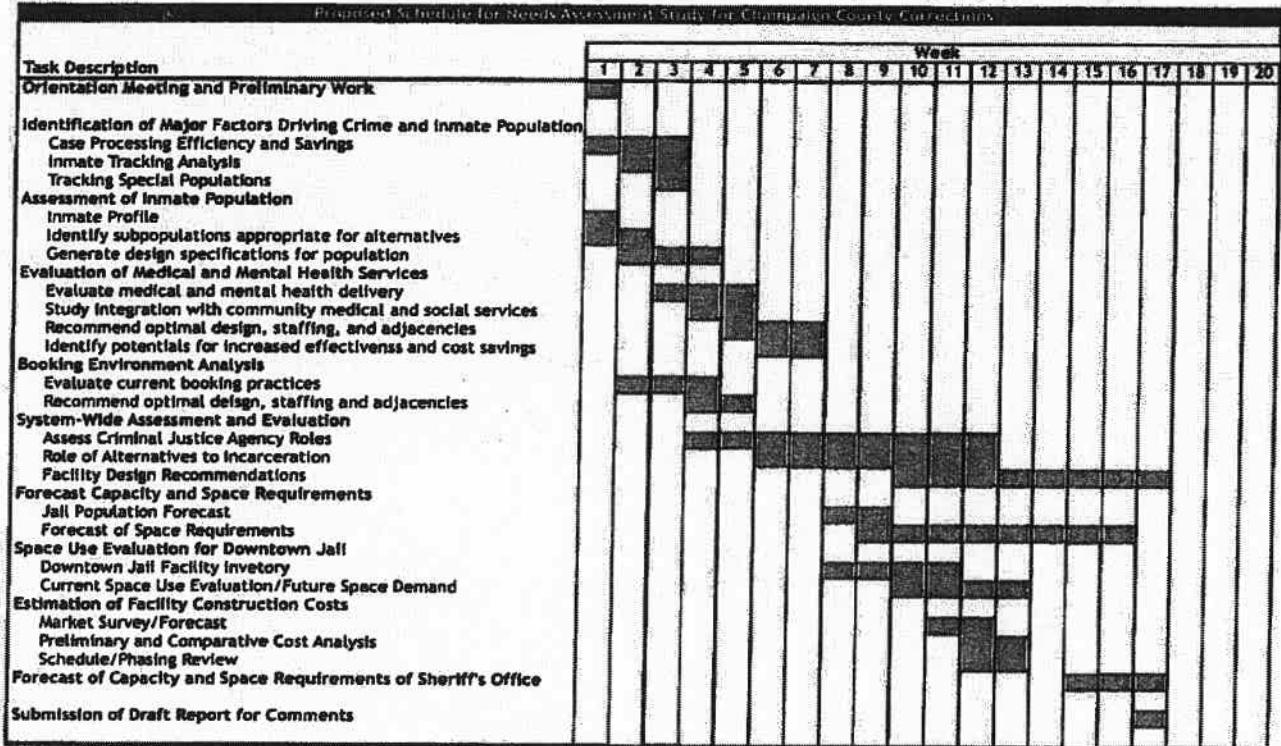 Proposed Schedule for Needs Assessment Study for Champaign County Corrections
Week
Task Description 1 2 3 4 5 6 7 8 9 10 11 12 13 14 15 16 17 18 19 20
Orientation Meeting and Preliminary Work
Identification of Major Factors Driving Crime and Inmate Population
Case Processing Efficiency and Savings
Inmate Tracking Analysis
Tracking Special Populations
Assessment of Inmate Population
Inmate Profile
Identify subpopulations appropriate for alternatives
Generate design specifications for population
Evaluation of Medical and Mental Health Services
Evaluate medical and mental health delivery
Study integration with community medical and social services
Recommend optimal design, staffing, and adjacencies
Identify potentials for increased effectivenss and cost savings
Booking Environment Analysis
Evaluate current booking practices
Recommend optimal deisgn, staffing and adjacencies
System-Wide Assessment and Evaluation
Assess Criminal Justice Agency Roles
Role of Alternatives to Incarceration
Facility Design Recommendations
Forecast Capacity and Space Requirements
Jail Population Forecast
Forecast of Space Requirements
Space Use Evaluation for Downtown Jail
Downtown Jail Facility Invetory
Current Space Use Evaluation/Future Space Demand
Estimation of Facility Construction Costs
Market Survey/Forecast
Preliminary and Comparative Cost Analysis
Schedule/Phasing Review
Forecast of Capacity and Space Requirements of Sheriff's Office
Submission of Draft Report for Comments